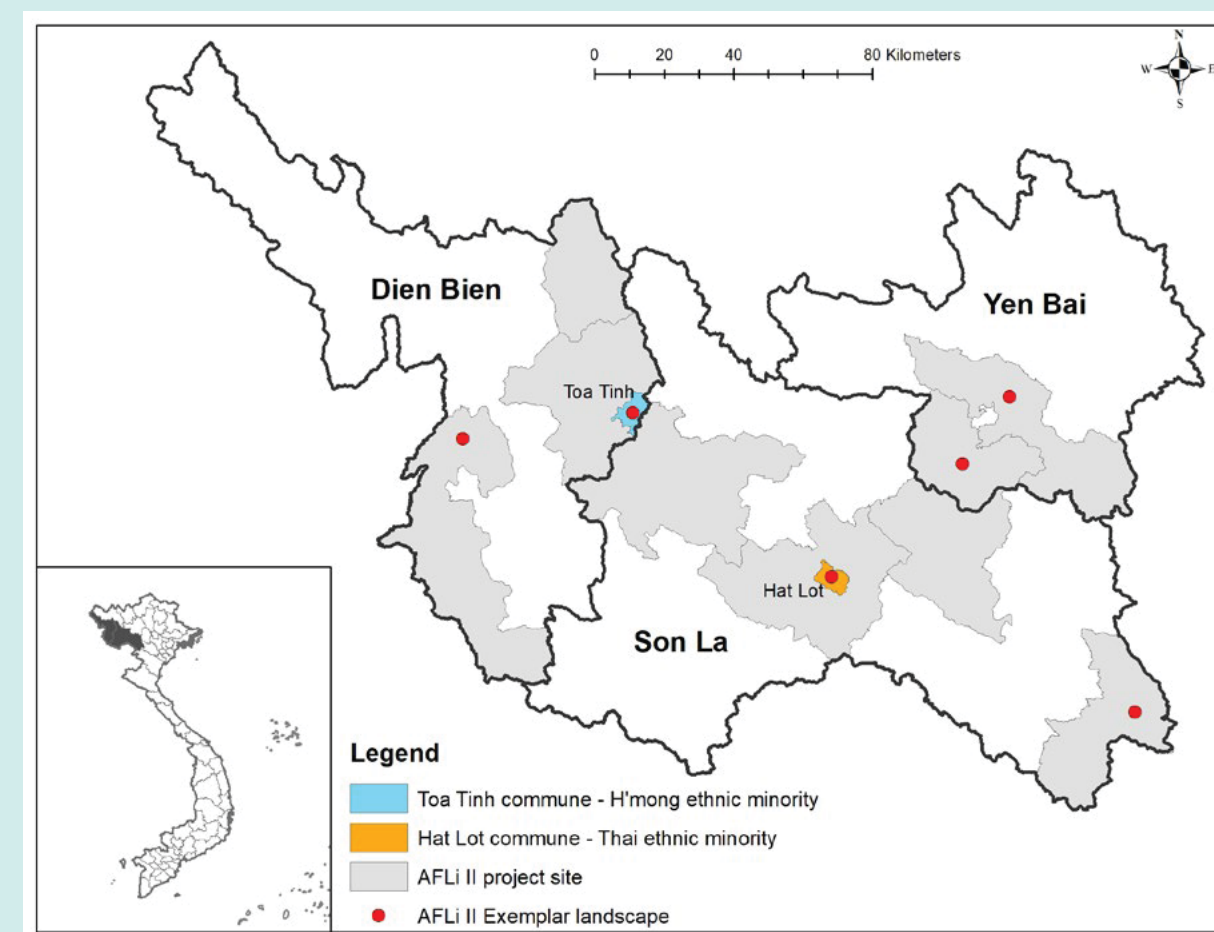 0 20 40 80 Kilometers
N
W E
S
Dien Bien
Yen Bai
Toa Tinh
Hat Lot
Son La
Legend
Toa Tinh commune - H'mong ethnic minority
Hat Lot commune - Thai ethnic minority
AFLi II project site
AFLi II Exemplar landscape